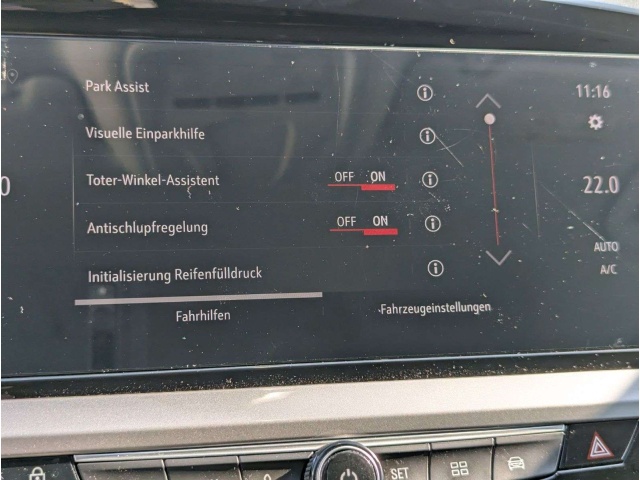 Park Assist
11:16
Visuelle Einparkhilfe
Toter-Winkel-Assistent OFF ON
22.0
Antischlupfregelung OFF ON
AUTO
Initialisierung Reifenfülldruck
A/C
Fahrhilfen Fahrzeugeinstellungen
SET